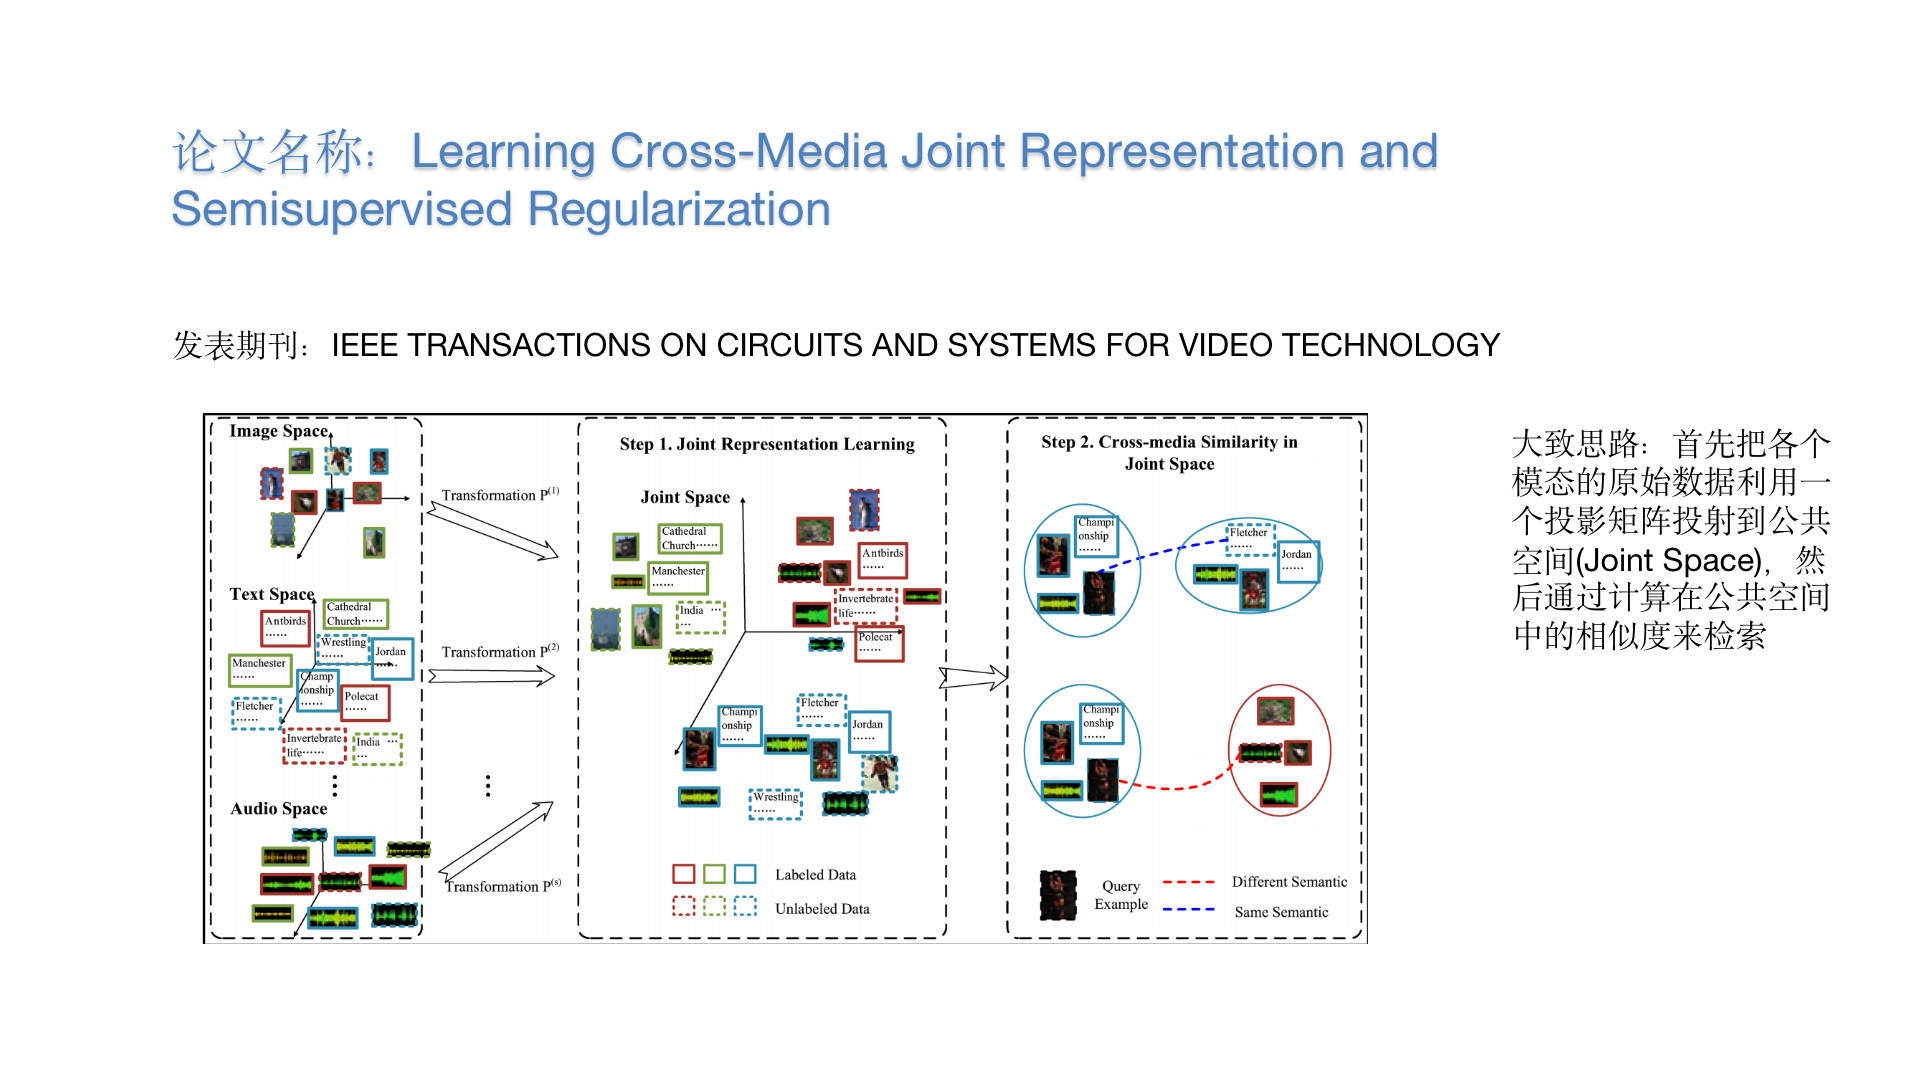 论文名称：Learning Cross-Media Joint Representation and
Semisupervised Regularization
发表期刊：IEEE TRANSACTIONS ON CIRCUITS AND SYSTEMS FOR VIDEO TECHNOLOGY
Image Space
Text Space
Cathedral
Church······
Antbirds
······
Wrestling
······
Jordan
······
Manchester
······
Champ
ionship
······
Polecat
······
Fletcher
······
Invertebrate
life······
India ···
···
Audio Space
Transformation P(1)
Transformation P(2)
Transformation P(s)
Step 1. Joint Representation Learning
Joint Space
Cathedral
Church······
Manchester
······
India ···
···
Antbirds
······
Invertebrate
life······
Polecat
······
Champi
onship
······
Fletcher
······
Jordan
······
Wrestling
······
Labeled Data
Unlabeled Data
Step 2. Cross-media Similarity in
Joint Space
Champi
onship
······
Fletcher
······
Jordan
······
Champi
onship
······
Query
Example
Different Semantic
Same Semantic
大致思路：首先把各个
模态的原始数据利用一
个投影矩阵投射到公共
空间(Joint Space)，然
后通过计算在公共空间
中的相似度来检索